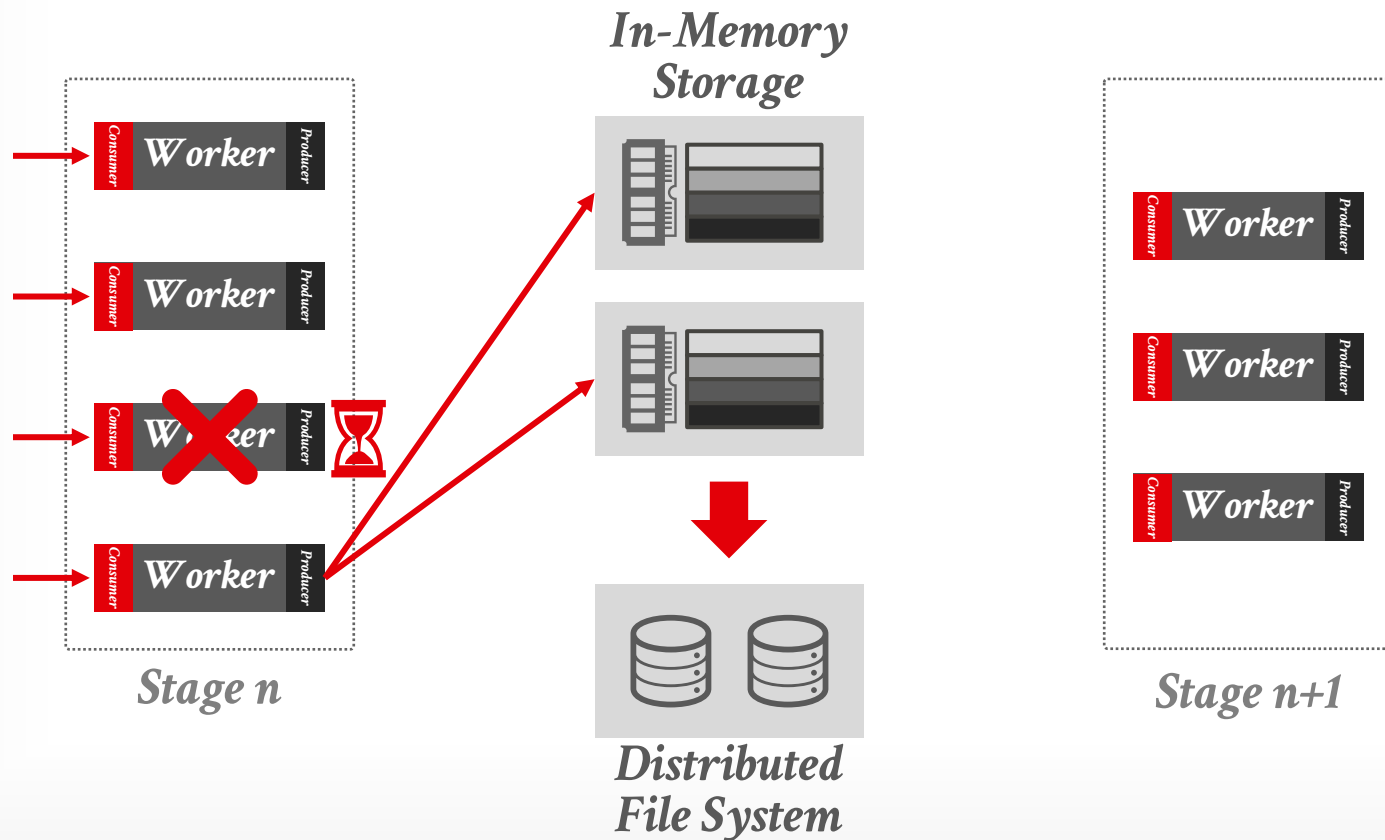 In-Memory
Storage
Consumer Worker Producer
Consumer Worker Producer
Consumer Producer
Consumer Worker Producer
Stage n
Distributed
File System
Consumer Worker Producer
Consumer Worker Producer
Consumer Worker Producer
Stage n+1